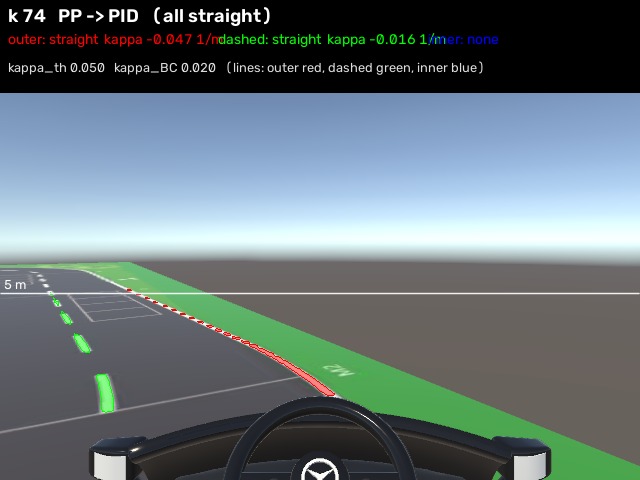 k 74 PP -> PID (all straight)
outer: straight kappa -0.047 1/m dashed: straight kappa -0.016 1/m inner: none
kappa_th 0.050 kappa_BC 0.020 (lines: outer red, dashed green, inner blue)
5 m
M2